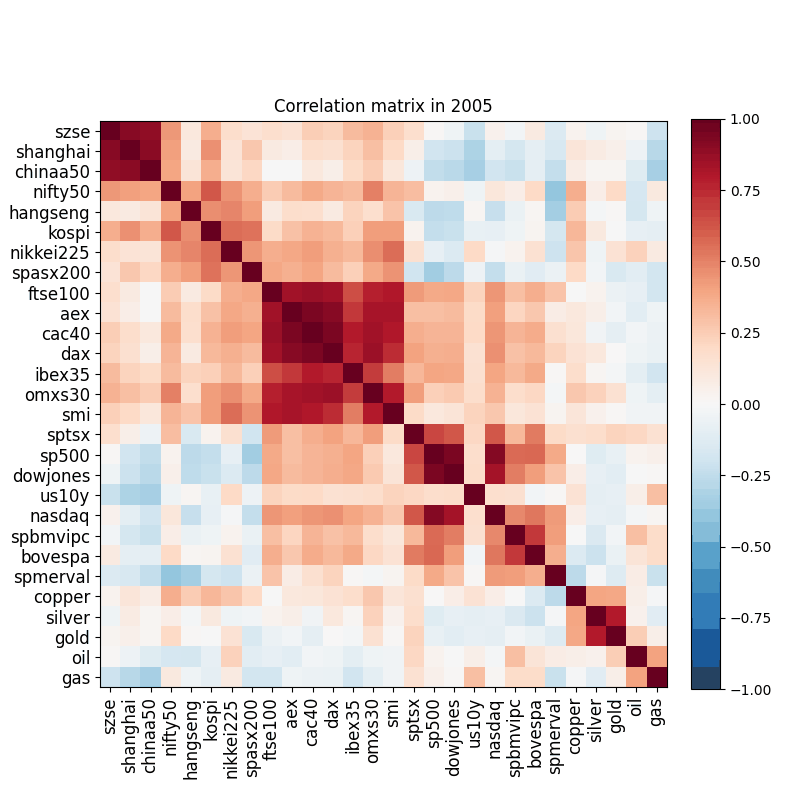 Correlation matrix in 2005
szse
shanghai
chinaa50
nifty50
hangseng
kospi
nikkei225
spasx200
ftse100
aex
cac40
dax
ibex35
omxs30
smi
sptsx
sp500
dowjones
us10y
nasdaq
spbmvipc
bovespa
spmerval
copper
silver
gold
oil
gas
szse
shanghai
chinaa50
nifty50
hangseng
kospi
nikkei225
spasx200
ftse100
aex
cac40
dax
ibex35
omxs30
smi
sptsx
sp500
dowjones
us10y
nasdaq
spbmvipc
bovespa
spmerval
copper
silver
gold
oil
gas
1.00
0.75
0.50
0.25
0.00
−0.25
−0.50
−0.75
−1.00